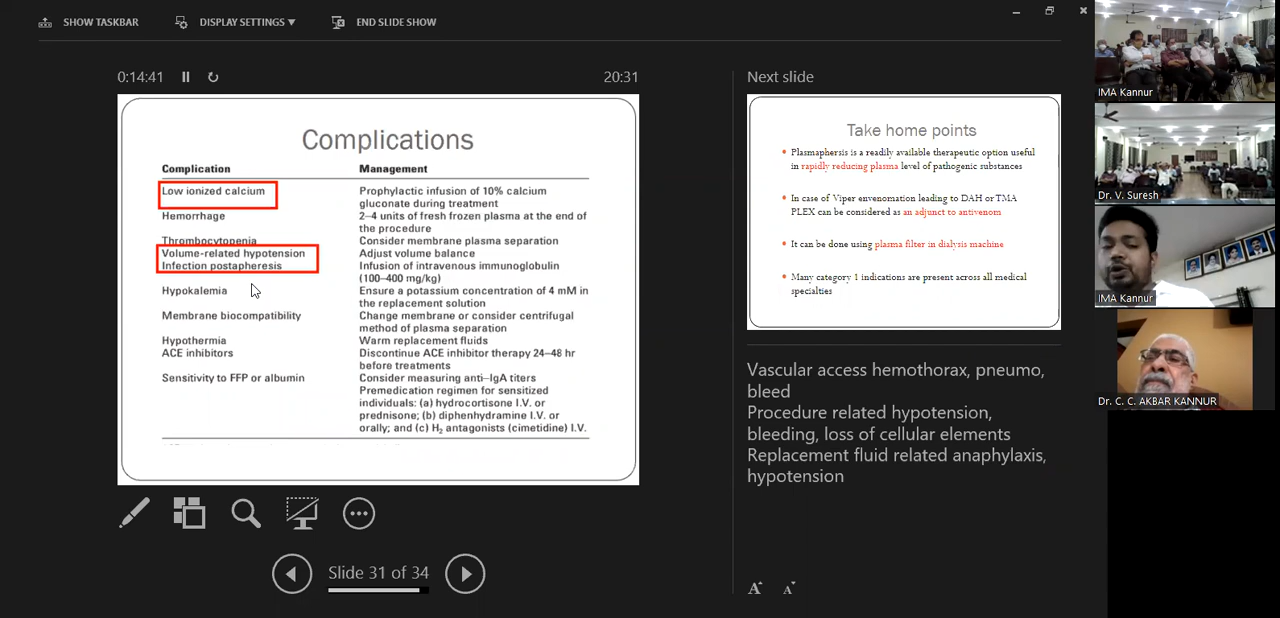 SHOW TASKBAR
DISPLAY SETTINGS ▼
END SLIDE SHOW
0:14:41
20:31
Complications
Complication Management
Low ionized calcium Prophylactic infusion of 10% calcium
gluconate during treatment
Hemorrhage 2–4 units of fresh frozen plasma at the end of
the procedure
Thrombocytopenia Consider membrane plasma separation
Volume-related hypotension Adjust volume balance
Infection postapheresis Infusion of intravenous immunoglobulin
(100–400 mg/kg)
Hypokalemia Ensure a potassium concentration of 4 mM in
the replacement solution
Membrane biocompatibility Change membrane or consider centrifugal
method of plasma separation
Hypothermia Warm replacement fluids
ACE inhibitors Discontinue ACE inhibitor therapy 24–48 hr
before treatments
Sensitivity to FFP or albumin Consider measuring anti–IgA titers
Premedication regimen for sensitized
individuals: (a) hydrocortisone I.V. or
prednisone; (b) diphenhydramine I.V. or
orally; and (c) H2 antagonists (cimetidine) I.V.
Slide 31 of 34
Next slide
Take home points
• Plasmaphersis is a readily available therapeutic option useful
in rapidly reducing plasma level of pathogenic substances
• In case of Viper envenomation leading to DAH or TMA
PLEX can be considered as an adjunct to antivenom
• It can be done using plasma filter in dialysis machine
• Many category 1 indications are present across all medical
specialties
Vascular access hemothorax, pneumo,
bleed
Procedure related hypotension,
bleeding, loss of cellular elements
Replacement fluid related anaphylaxis,
hypotension
A A
IMA Kannur
Dr. V. Suresh
IMA Kannur
Dr. C. C. AKBAR KANNUR